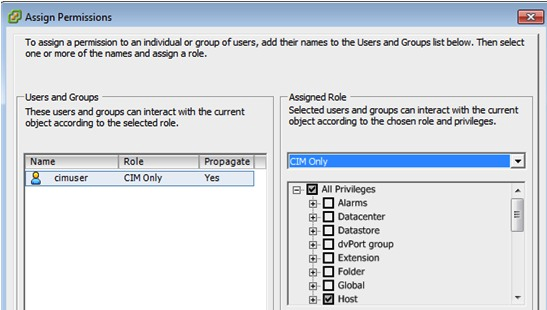 Assign Permissions
To assign a permission to an individual or group of users, add their names to the Users and Groups list below. Then select
one or more of the names and assign a role.
Users and Groups
These users and groups can interact with the current
object according to the selected role.
Name Role Propagate
cimuser CIM Only Yes
Assigned Role
Selected users and groups can interact with the current
object according to the chosen role and privileges.
CIM Only
All Privileges
Alarms
Datacenter
Datastore
dvPort group
Extension
Folder
Global
Host